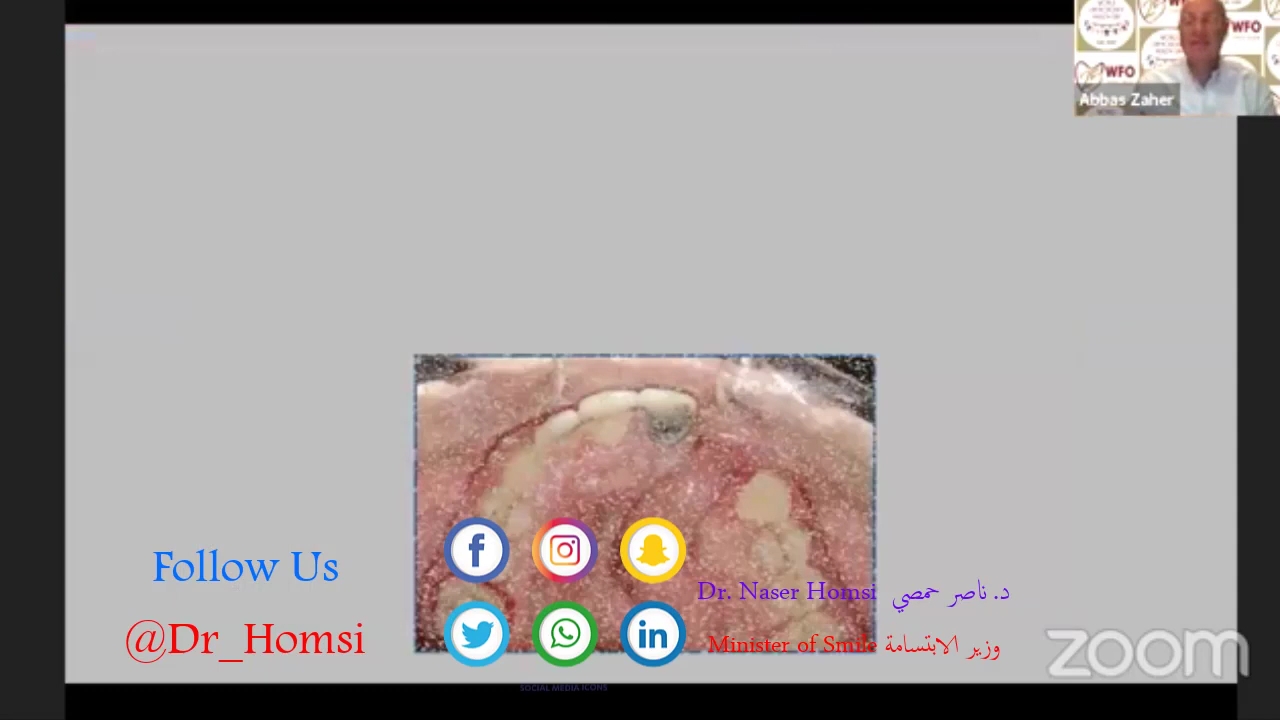 WFO
WFO
Abbas Zaher
Follow Us
@Dr_Homsi
Dr. Naser Homsi د. ناصر حمصي
Minister of Smile وزير الابتسامة
SOCIAL MEDIA ICONS
zoom